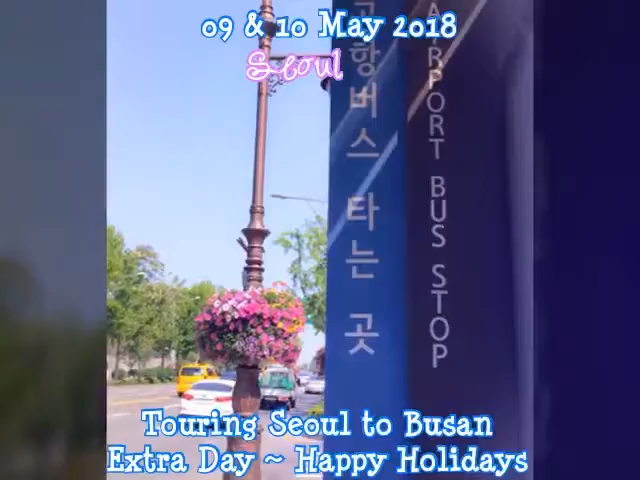 09 & 10 May 2018
Seoul
공항버스 타는 곳
AIRPORT BUS STOP
Touring Seoul to Busan
Extra Day ~ Happy Holidays